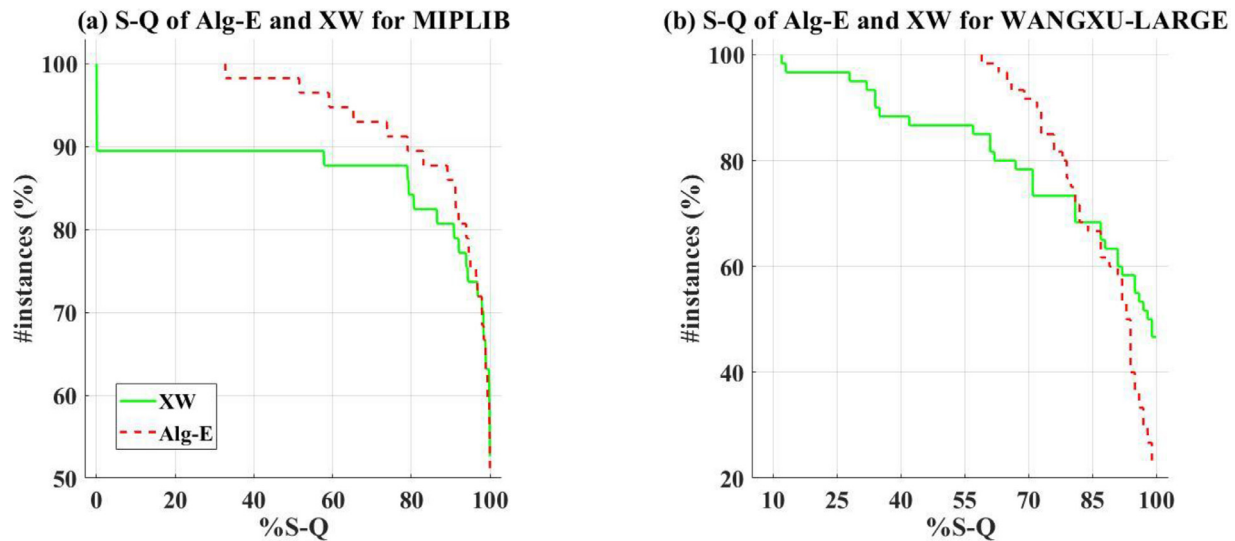 (a) S-Q of Alg-E and XW for MIPLIB
100
90
80
70
60
50
#instances (%)
XW
Alg-E
0 20 40 60 80 100
%S-Q
(b) S-Q of Alg-E and XW for WANGXU-LARGE
100
80
60
40
20
#instances (%)
10 25 40 55 70 85 100
%S-Q